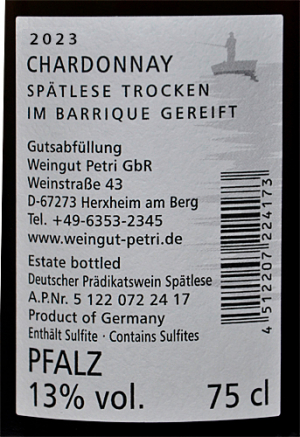 2023
CHARDONNAY
SPÄTLESE TROCKEN
IM BARRIQUE GEREIFT
Gutsabfüllung
Weingut Petri GbR
Weinstraße 43
D-67273 Herxheim am Berg
Tel. +49-6353-2345
www.weingut-petri.de
Estate bottled
Deutscher Prädikatswein Spätlese
A.P.Nr. 5 122 072 24 17
Product of Germany
Enthält Sulfite · Contains Sulfites
PFALZ
13% vol. 75 cl
4 512207 224173